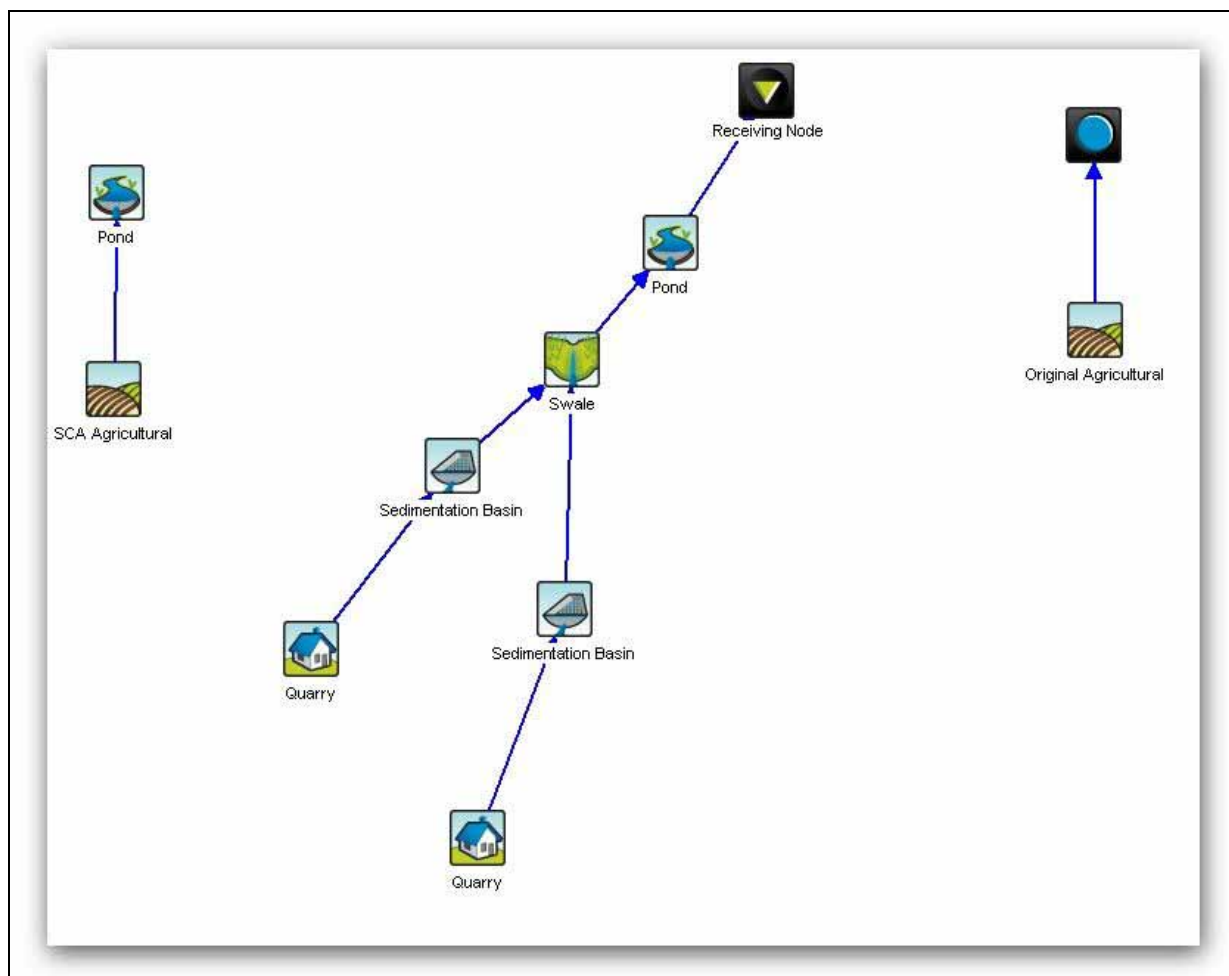 Receiving Node
Pond
Pond
Original Agricultural
Swale
SCA Agricultural
Sedimentation Basin
Sedimentation Basin
Quarry
Quarry